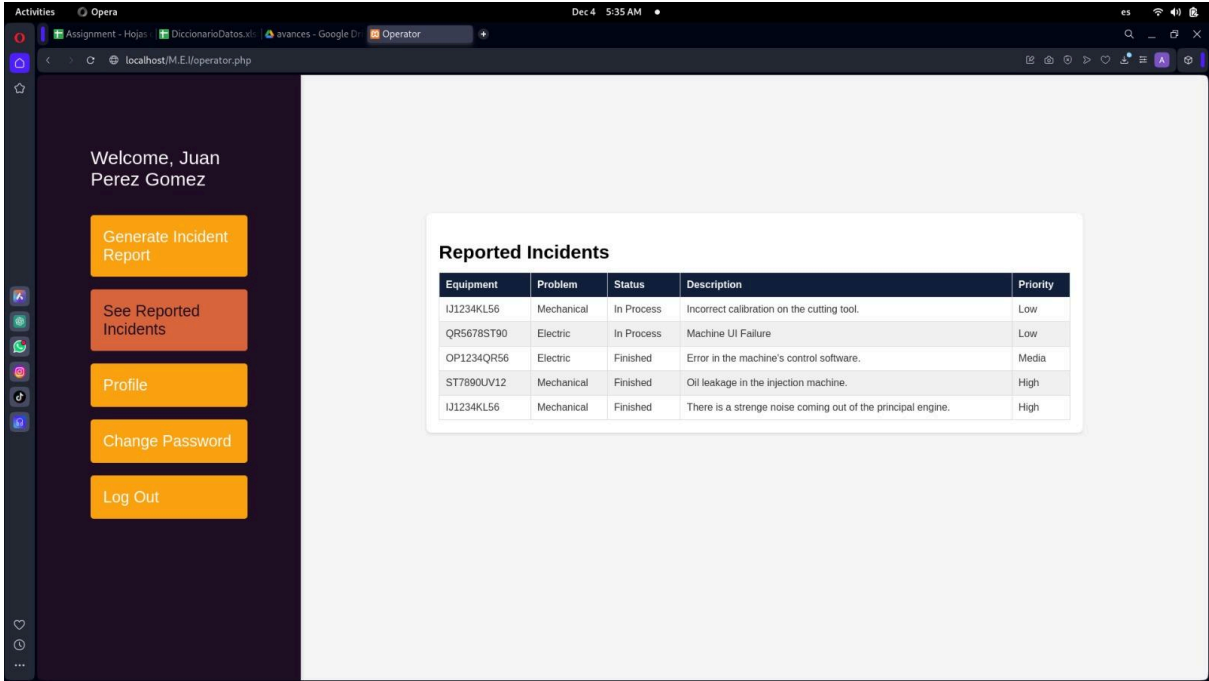 Activities Opera Dec 4 5:35 AM es
Assignment - Hojas DiccionarioDatos.xls avances - Google Dri Operator
localhost/M.E.I/operator.php
Welcome, Juan
Perez Gomez
Generate Incident
Report
See Reported
Incidents
Profile
Change Password
Log Out
Reported Incidents
Equipment Problem Status Description Priority
IJ1234KL56 Mechanical In Process Incorrect calibration on the cutting tool. Low
QR5678ST90 Electric In Process Machine UI Failure Low
OP1234QR56 Electric Finished Error in the machine's control software. Media
ST7890UV12 Mechanical Finished Oil leakage in the injection machine. High
IJ1234KL56 Mechanical Finished There is a strenge noise coming out of the principal engine. High